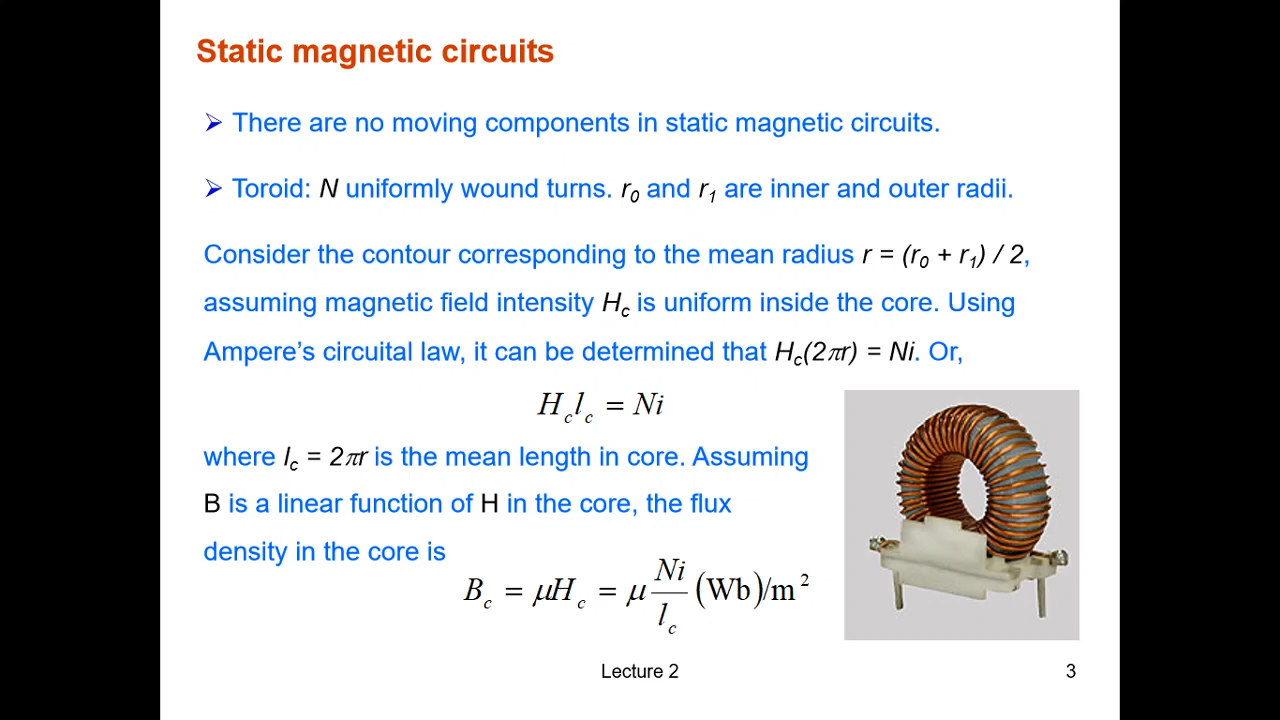 Static magnetic circuits
➢ There are no moving components in static magnetic circuits.
➢ Toroid: N uniformly wound turns. r₀ and r₁ are inner and outer radii.
Consider the contour corresponding to the mean radius r = (r₀ + r₁) / 2,
assuming magnetic field intensity H_c is uniform inside the core. Using
Ampere’s circuital law, it can be determined that H_c(2πr) = Ni. Or,
H_c l_c = Ni
where l_c = 2πr is the mean length in core. Assuming
B is a linear function of H in the core, the flux
density in the core is
B_c = μH_c = μ Ni/l_c (Wb)/m²
Lecture 2
3